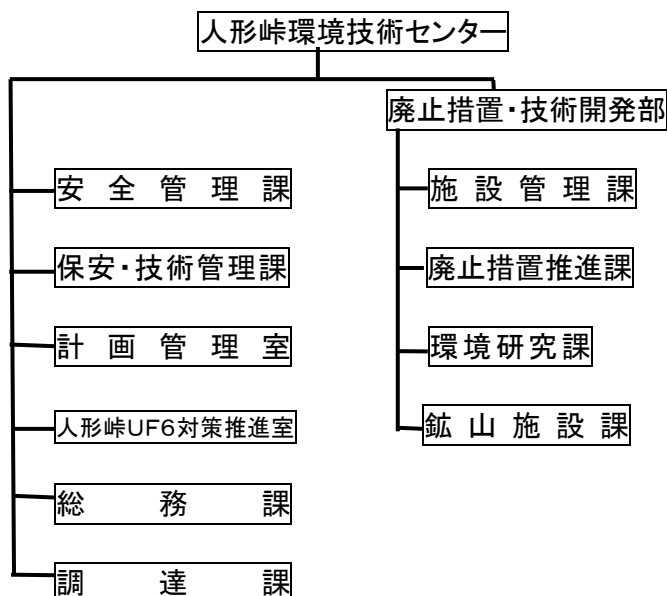 人形峠環境技術センター
廃止措置・技術開発部
安全管理課
保安・技術管理課
計画管理室
人形峠UF6対策推進室
総務課
調達課
施設管理課
廃止措置推進課
環境研究課
鉱山施設課